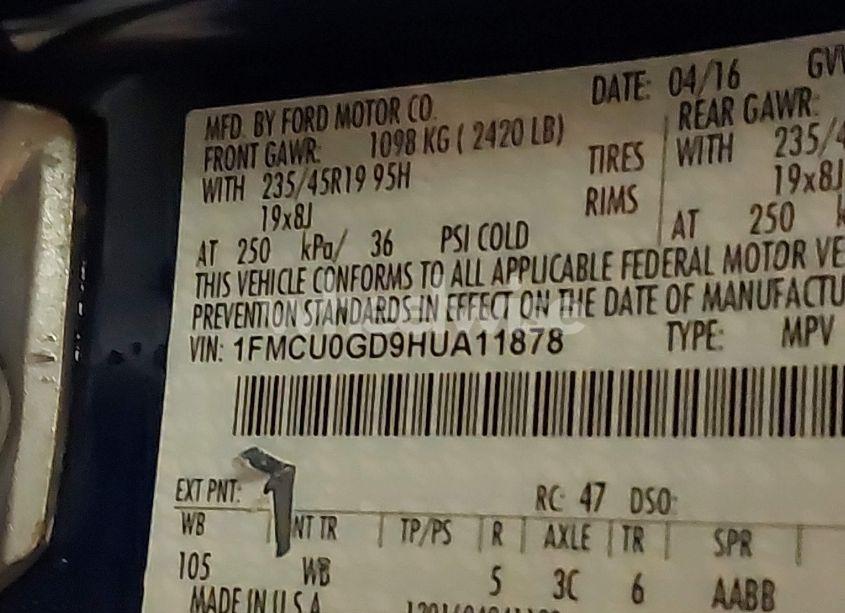 DATE: 04/16 GV
MFD. BY FORD MOTOR CO.
FRONT GAWR: 1098 KG ( 2420 LB) REAR GAWR:
WITH 235/45R19 95H TIRES WITH 235/4
19x8J RIMS 19x8J
AT 250 kPa/ 36 PSI COLD AT 250 k
THIS VEHICLE CONFORMS TO ALL APPLICABLE FEDERAL MOTOR VE
PREVENTION STANDARDS IN EFFECT ON THE DATE OF MANUFACTU
VIN: 1FMCU0GD9HUA11878 TYPE: MPV
EXT PNT: RC: 47 DSO:
WB INT TR TP/PS R AXLE TR SPR
105 WB 5 3C 6 AABB
MADE IN U.S.A.